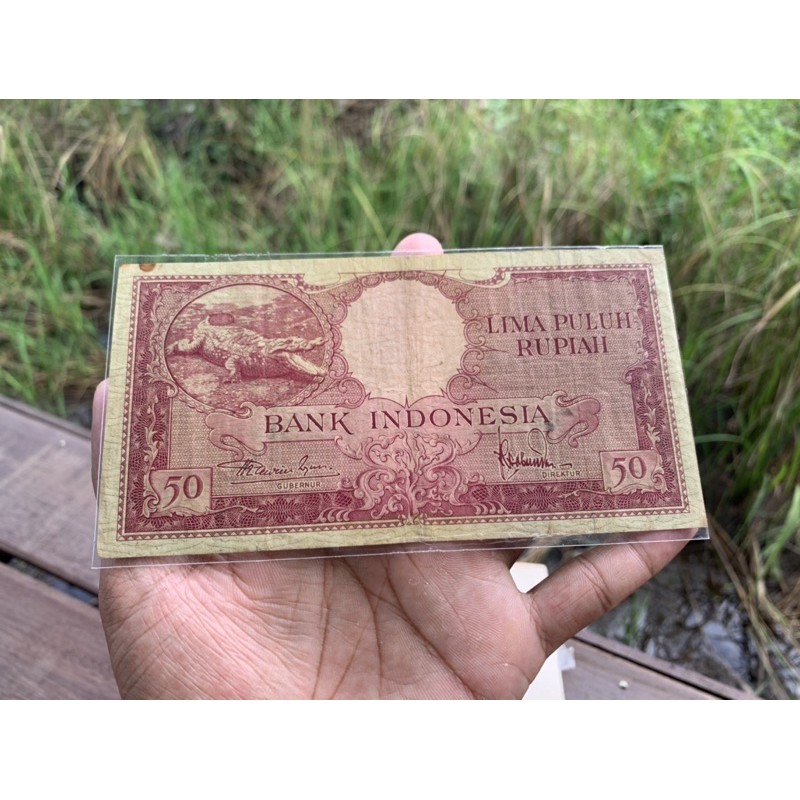 LIMA PULUH
RUPIAH
BANK INDONESIA
50
GUBERNUR
DIREKTUR
50